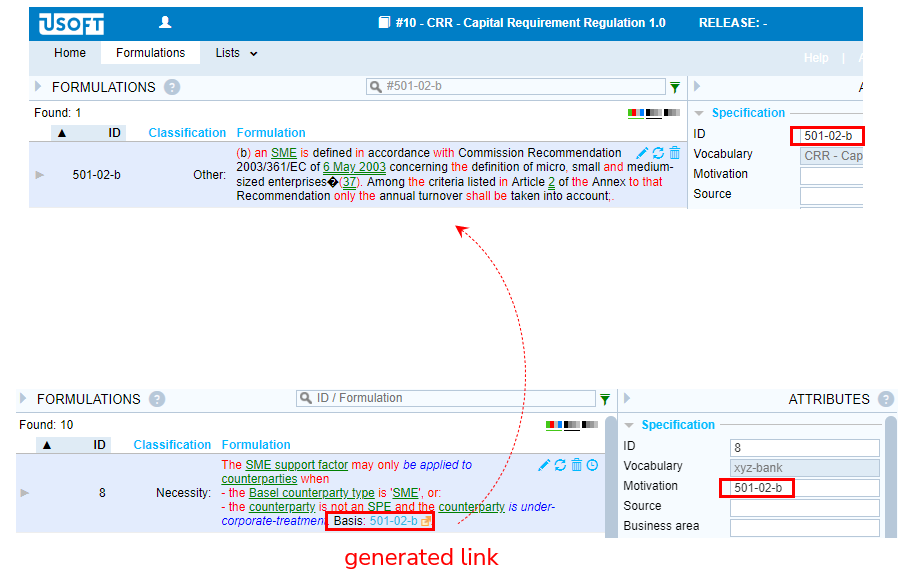 USOFT
#10 - CRR - Capital Requirement Regulation 1.0
RELEASE: -
Home
Formulations
Lists
Help | A
FORMULATIONS ?
#501-02-b
A
Found: 1
Specification
▲ ID Classification Formulation
ID 501-02-b
Vocabulary CRR - Cap
Motivation
Source
501-02-b
Other:
(b) an SME is defined in accordance with Commission Recommendation
2003/361/EC of 6 May 2003 concerning the definition of micro, small and medium-
sized enterprises�(37). Among the criteria listed in Article 2 of the Annex to that
Recommendation only the annual turnover shall be taken into account;.
FORMULATIONS ?
ID / Formulation
ATTRIBUTES ?
Found: 10
Specification
▲ ID Classification Formulation
ID 8
Vocabulary xyz-bank
Motivation 501-02-b
Source
Business area
8
Necessity:
The SME support factor may only be applied to
counterparties when
- the Basel counterparty type is 'SME', or:
- the counterparty is not an SPE and the counterparty is under-
corporate-treatment. Basis: 501-02-b
generated link